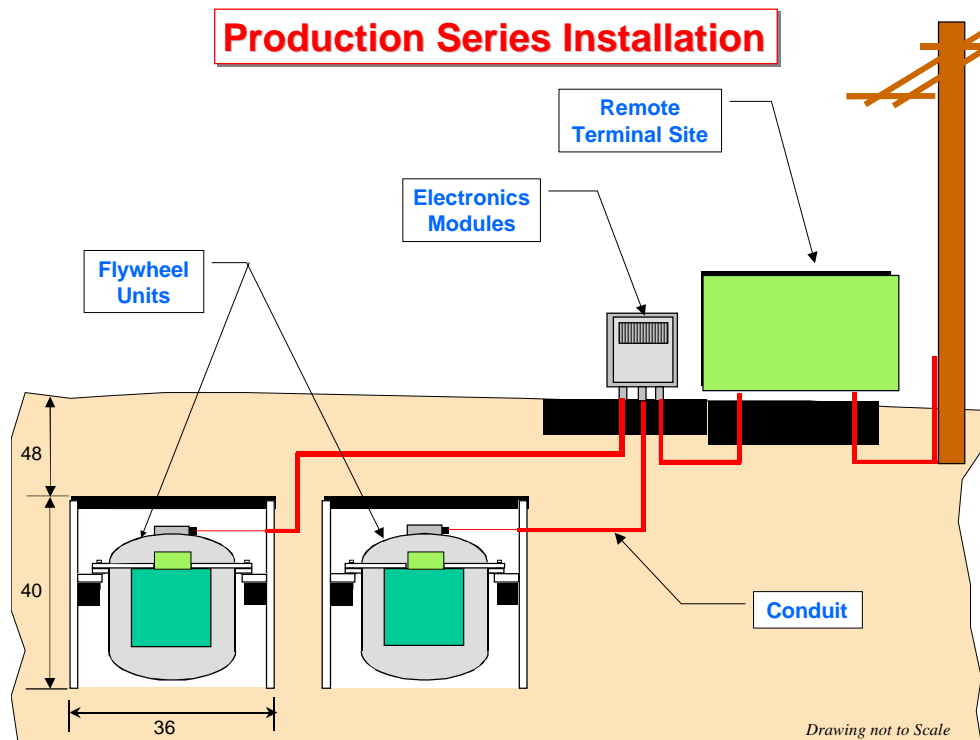 Production Series Installation
Remote
Terminal Site
Electronics
Modules
Flywheel
Units
48
40
36
Conduit
Drawing not to Scale